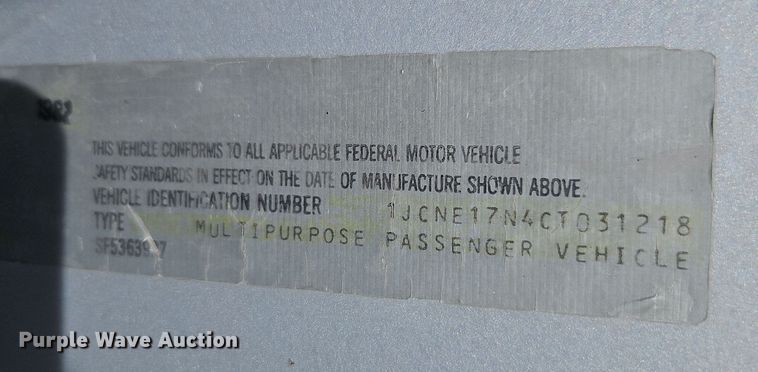 1982
THIS VEHICLE CONFORMS TO ALL APPLICABLE FEDERAL MOTOR VEHICLE
SAFETY STANDARDS IN EFFECT ON THE DATE OF MANUFACTURE SHOWN ABOVE.
VEHICLE IDENTIFICATION NUMBER 1JCNE17N4CT031218
TYPE MULTIPURPOSE PASSENGER VEHICLE
Purple Wave Auction